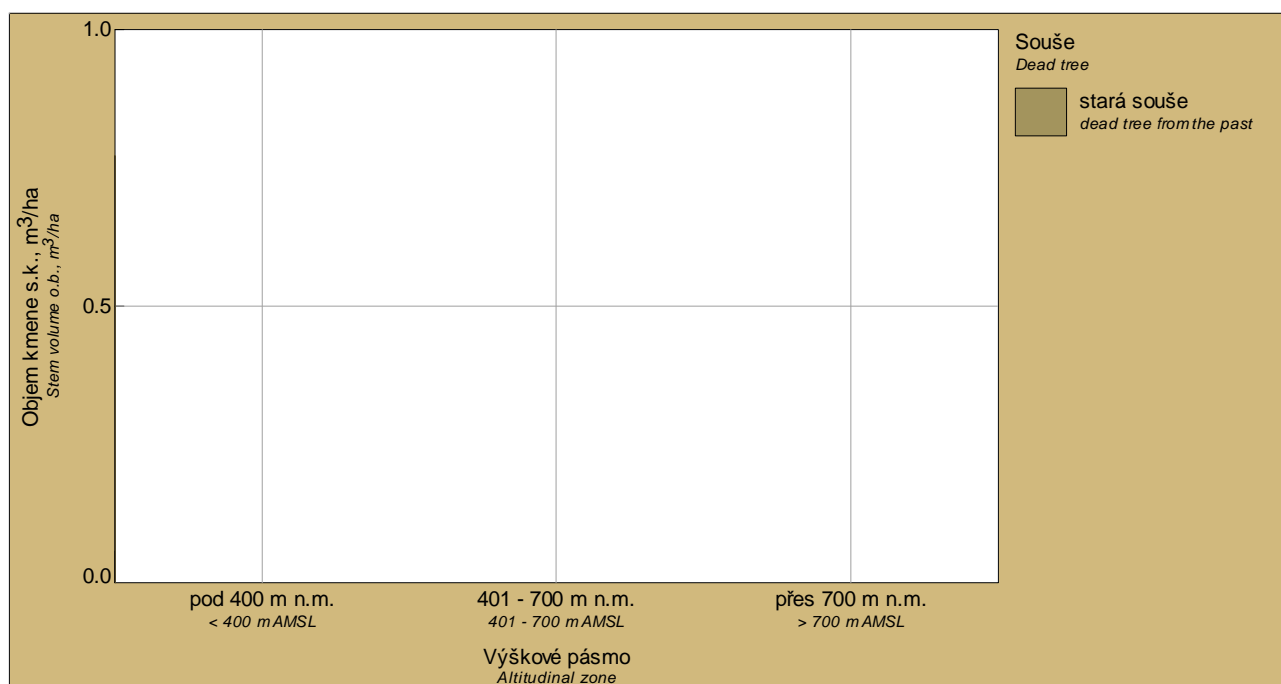 1.0
0.5
0.0
Objem kmene s.k., m³/ha
Stem volume o.b., m³/ha
pod 400 m n.m.
< 400 m AMSL
401 - 700 m n.m.
401 - 700 m AMSL
přes 700 m n.m.
> 700 m AMSL
Výškové pásmo
Altitudinal zone
Souše
Dead tree
stará souše
dead tree from the past